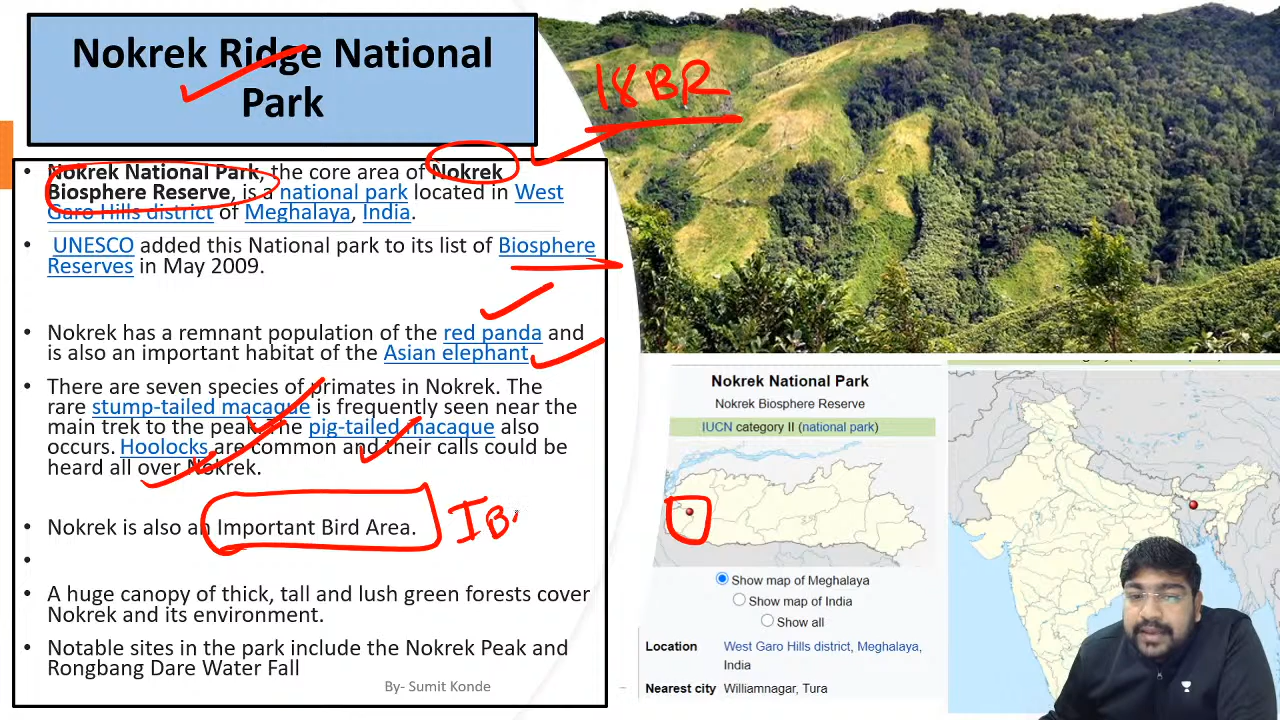 Nokrek Ridge National
Park
18 BR
Nokrek National Park, the core area of Nokrek
Biosphere Reserve, is a national park located in West
Garo Hills district of Meghalaya, India.
UNESCO added this National park to its list of Biosphere
Reserves in May 2009.
Nokrek has a remnant population of the red panda and
is also an important habitat of the Asian elephant
There are seven species of primates in Nokrek. The
rare stump-tailed macaque is frequently seen near the
main trek to the peak. The pig-tailed macaque also
occurs. Hoolocks are common and their calls could be
heard all over Nokrek.
Nokrek is also an Important Bird Area.
IB
A huge canopy of thick, tall and lush green forests cover
Nokrek and its environment.
Notable sites in the park include the Nokrek Peak and
Rongbang Dare Water Fall
By- Sumit Konde
Nokrek National Park
Nokrek Biosphere Reserve
IUCN category II (national park)
Show map of Meghalaya
Show map of India
Show all
Location West Garo Hills district, Meghalaya,
India
Nearest city Williamnagar, Tura